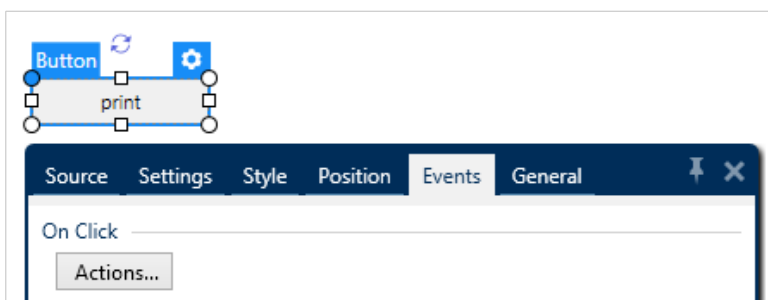 Button
print
Source Settings Style Position Events General
On Click
Actions...